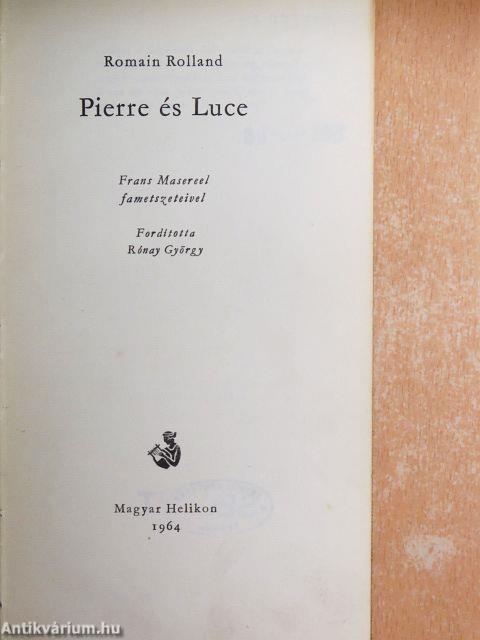 Romain Rolland
Pierre és Luce
Frans Masereel
fametszeteivel
Fordította
Rónay György
Magyar Helikon
1964
Antikvárium.hu